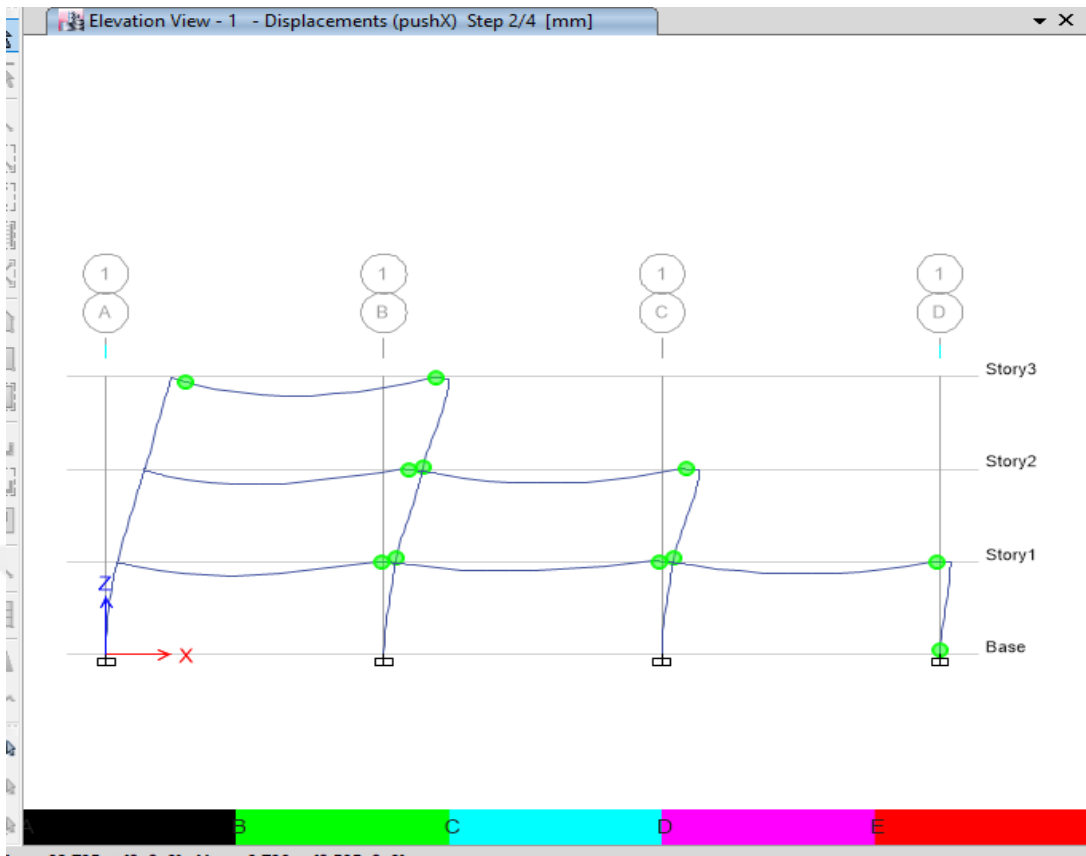 Elevation View - 1 - Displacements (pushX) Step 2/4 [mm]
1 1 1 1
A B C D
Story3
Story2
Story1
Z
X
Base
A B C D E